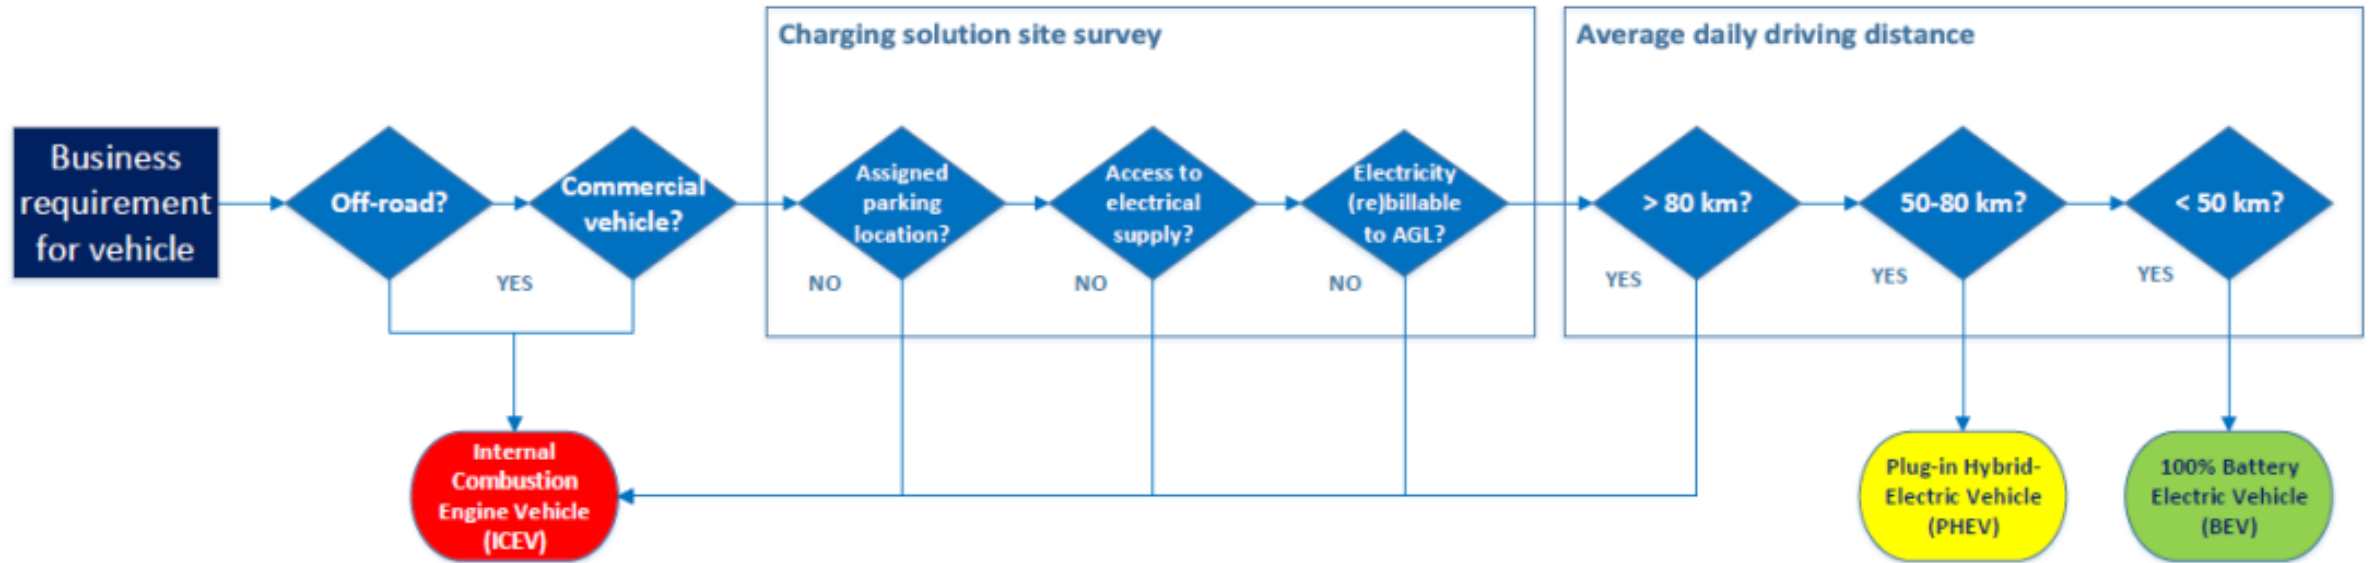 Charging solution site survey
Average daily driving distance
Business
requirement
for vehicle
Off-road?
Commercial
vehicle?
Assigned
parking
location?
Access to
electrical
supply?
Electricity
(re)billable
to AGL?
> 80 km?
50-80 km?
< 50 km?
YES
NO
NO
NO
YES
YES
YES
Internal
Combustion
Engine Vehicle
(ICEV)
Plug-in Hybrid-
Electric Vehicle
(PHEV)
100% Battery
Electric Vehicle
(BEV)